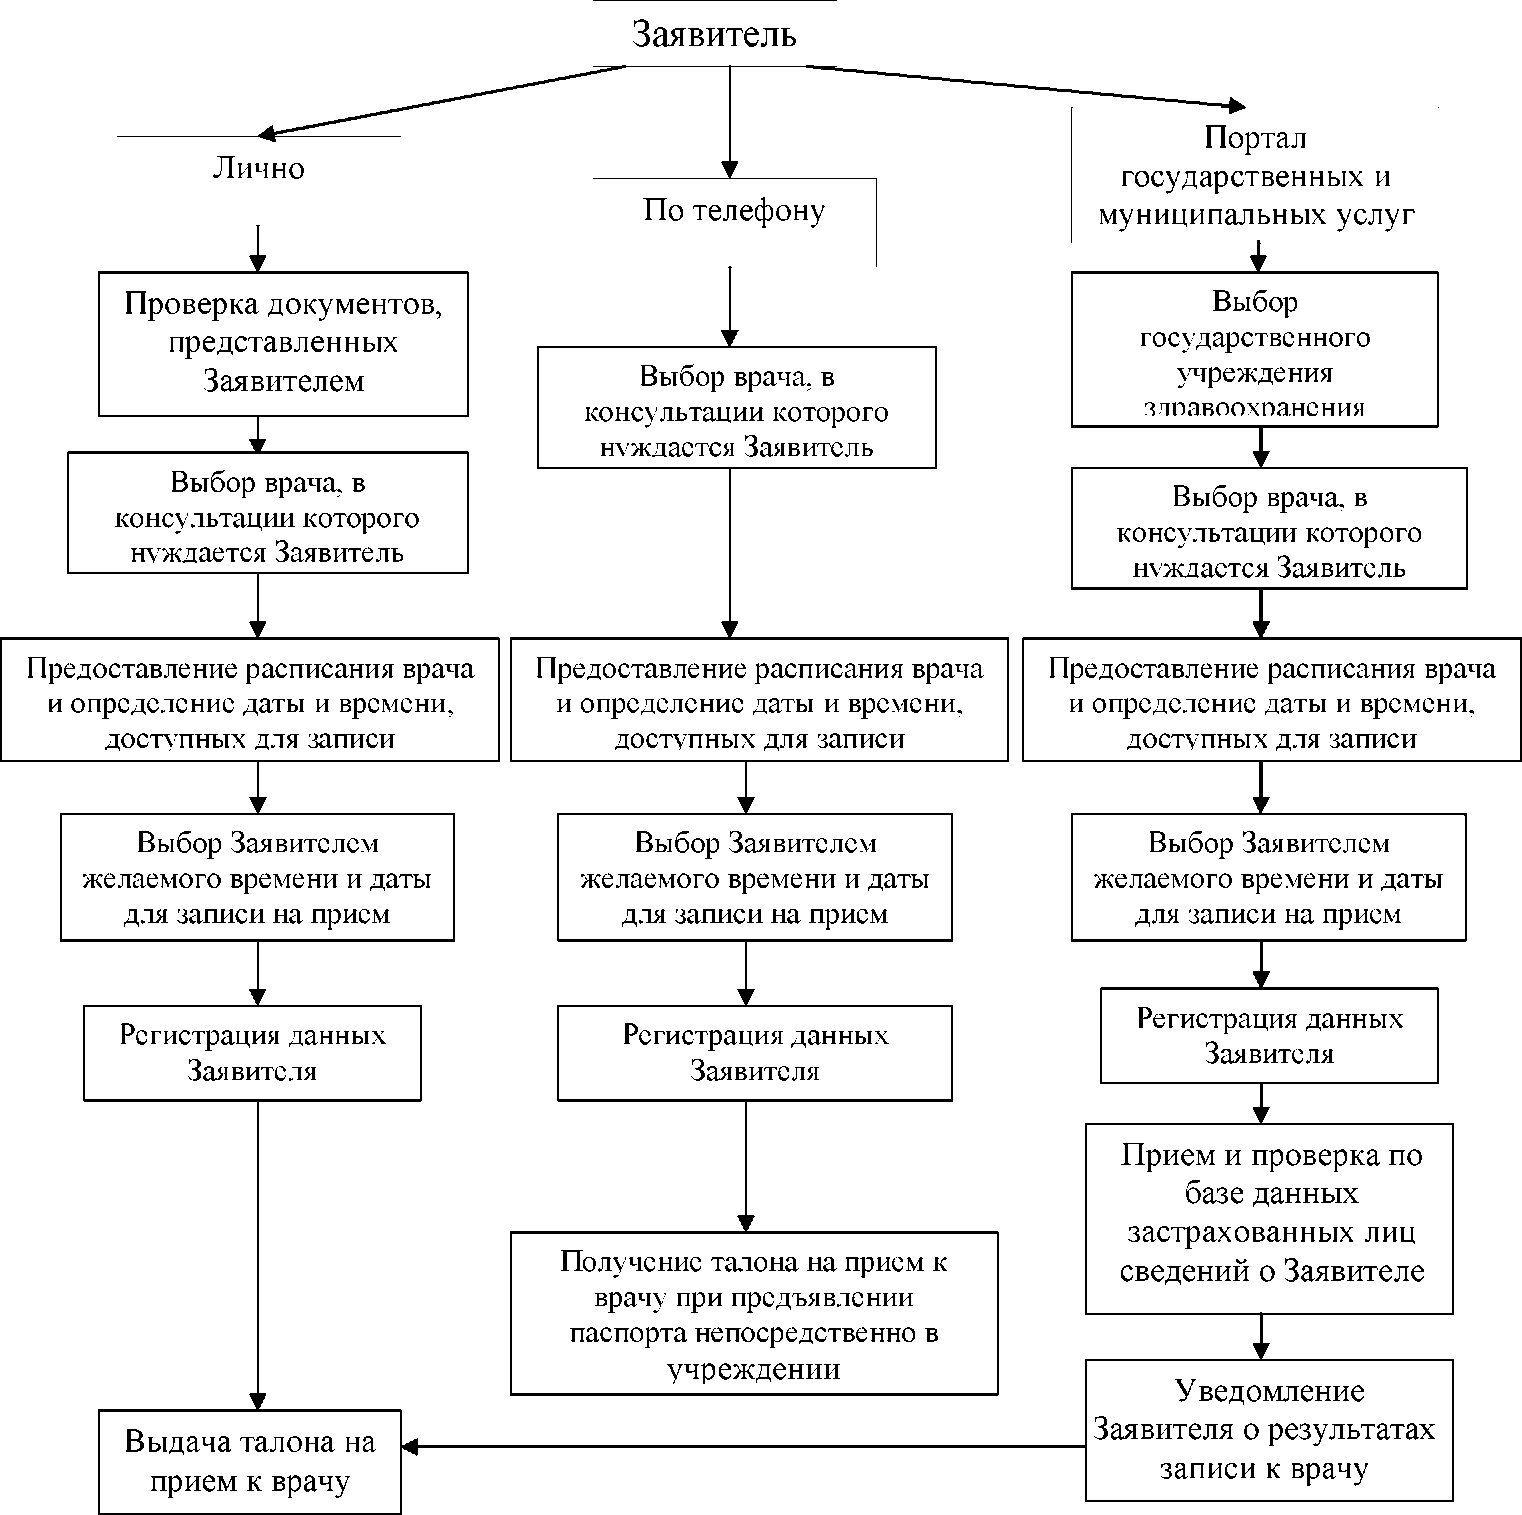 Заявитель
Лично
Проверка документов,
представленных
Заявителем
Выбор врача, в
консультации которого
нуждается Заявитель
Предоставление расписания врача
и определение даты и времени,
доступных для записи
Выбор Заявителем
желаемого времени и даты
для записи на прием
Регистрация данных
Заявителя
Выдача талона на
прием к врачу
По телефону
Выбор врача, в
консультации которого
нуждается Заявитель
Предоставление расписания врача
и определение даты и времени,
доступных для записи
Выбор Заявителем
желаемого времени и даты
для записи на прием
Регистрация данных
Заявителя
Получение талона на прием к
врачу при предъявлении
паспорта непосредственно в
учреждении
Портал
государственных и
муниципальных услуг
Выбор
государственного
учреждения
здравоохранения
Выбор врача, в
консультации которого
нуждается Заявитель
Предоставление расписания врача
и определение даты и времени,
доступных для записи
Выбор Заявителем
желаемого времени и даты
для записи на прием
Регистрация данных
Заявителя
Прием и проверка по
базе данных
застрахованных лиц
сведений о Заявителе
Уведомление
Заявителя о результатах
записи к врачу